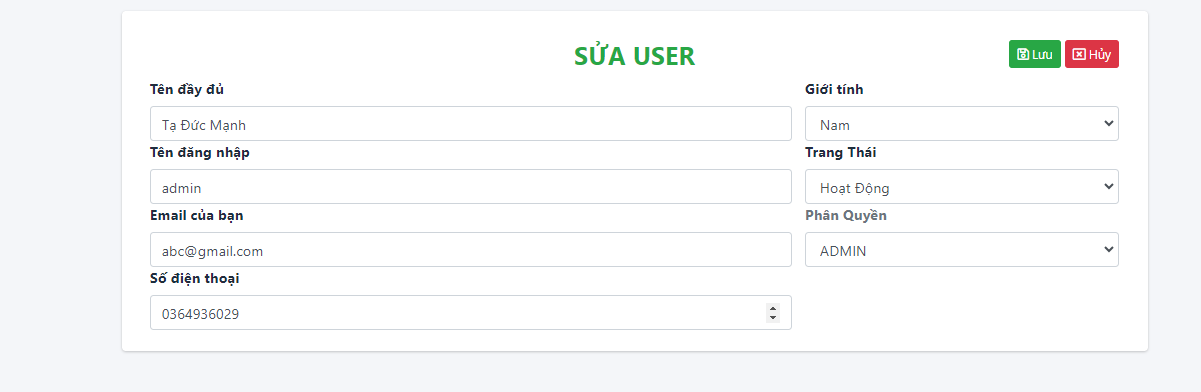 SỬA USER
Lưu
Hủy
Tên đầy đủ
Giới tính
Tạ Đức Mạnh
Nam
Tên đăng nhập
Trang Thái
admin
Hoạt Động
Email của bạn
Phân Quyền
abc@gmail.com
ADMIN
Số điện thoại
0364936029